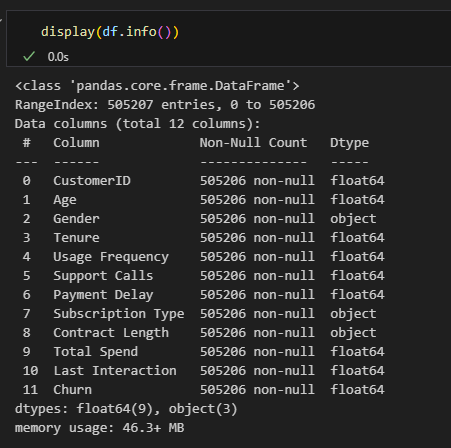 display(df.info())
0.0s
<class 'pandas.core.frame.DataFrame'>
RangeIndex: 505207 entries, 0 to 505206
Data columns (total 12 columns):
 #   Column             Non-Null Count   Dtype
---  ------             --------------   -----
 0   CustomerID         505206 non-null  float64
 1   Age                505206 non-null  float64
 2   Gender             505206 non-null  object
 3   Tenure             505206 non-null  float64
 4   Usage Frequency    505206 non-null  float64
 5   Support Calls      505206 non-null  float64
 6   Payment Delay      505206 non-null  float64
 7   Subscription Type  505206 non-null  object
 8   Contract Length    505206 non-null  object
 9   Total Spend        505206 non-null  float64
 10  Last Interaction   505206 non-null  float64
 11  Churn              505206 non-null  float64
dtypes: float64(9), object(3)
memory usage: 46.3+ MB